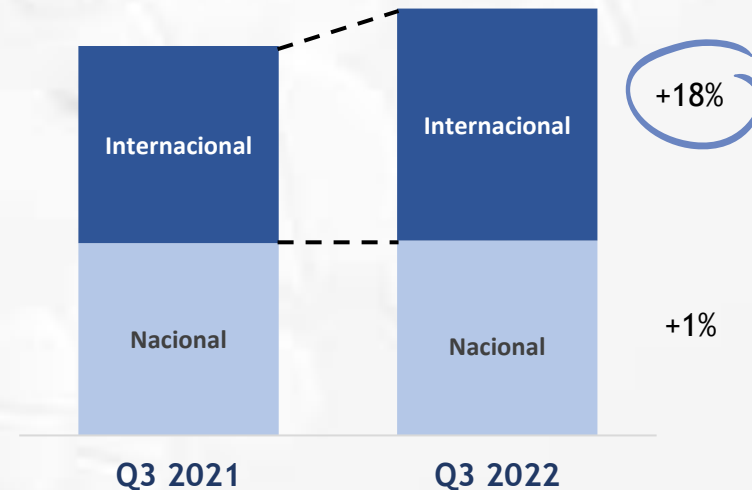 Internacional
Internacional
+18%
Nacional
Nacional
+1%
Q3 2021
Q3 2022